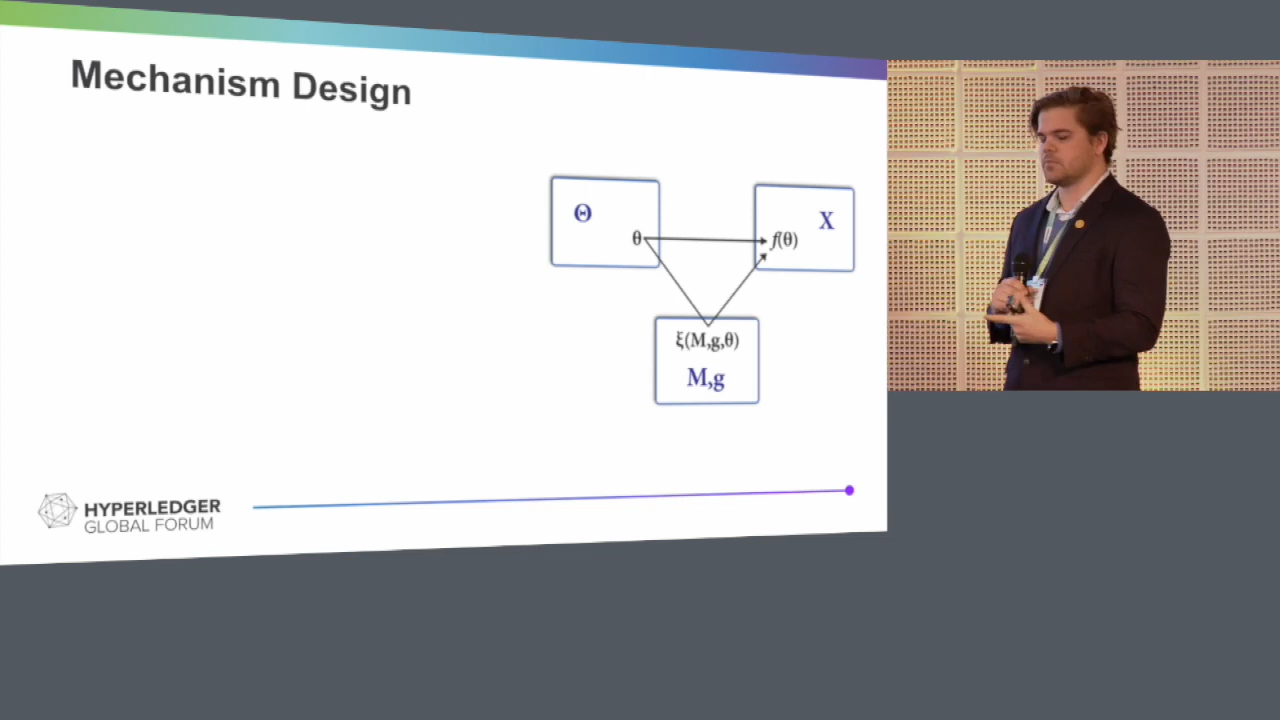 Mechanism Design
Θ
X
θ
f(θ)
ξ(M,g,θ)
M,g
HYPERLEDGER
GLOBAL FORUM